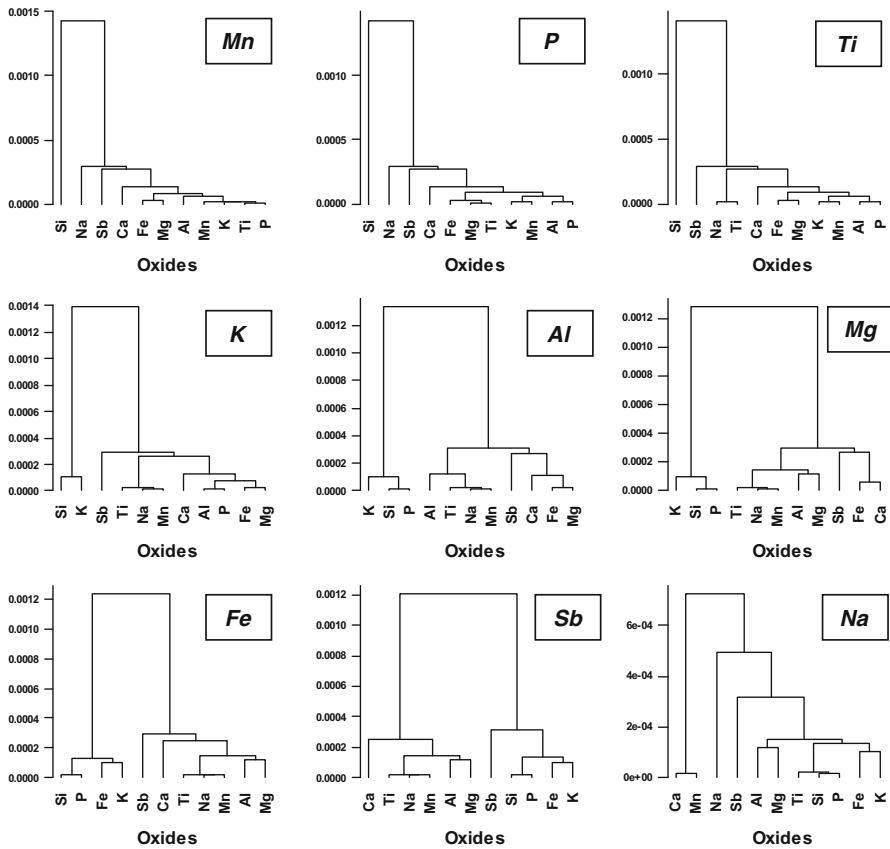 Mn
0.0015
0.0010
0.0005
0.0000
Si Na Sb Ca Fe Mg Al Mn K Ti P
Oxides
P
0.0010
0.0005
0.0000
Si Na Sb Ca Fe Mg Ti K Mn Al P
Oxides
Ti
0.0010
0.0005
0.0000
Si Sb Na Ti Ca Fe Mg K Mn Al P
Oxides
K
0.0014
0.0012
0.0010
0.0008
0.0006
0.0004
0.0002
0.0000
Si K Sb Ti Na Mn Ca Al P Fe Mg
Oxides
Al
0.0012
0.0010
0.0008
0.0006
0.0004
0.0002
0.0000
K Si P Al Ti Na Mn Sb Ca Fe Mg
Oxides
Mg
0.0012
0.0010
0.0008
0.0006
0.0004
0.0002
0.0000
K Si P Ti Na Mn Al Mg Sb Fe Ca
Oxides
Fe
0.0012
0.0010
0.0008
0.0006
0.0004
0.0002
0.0000
Si P Fe K Sb Ca Ti Na Mn Al Mg
Oxides
Sb
0.0012
0.0010
0.0008
0.0006
0.0004
0.0002
0.0000
Ca Ti Na Mn Al Mg Sb Si P Fe K
Oxides
Na
6e-04
4e-04
2e-04
0e+00
Ca Mn Na Sb Al Mg Ti Si P Fe K
Oxides